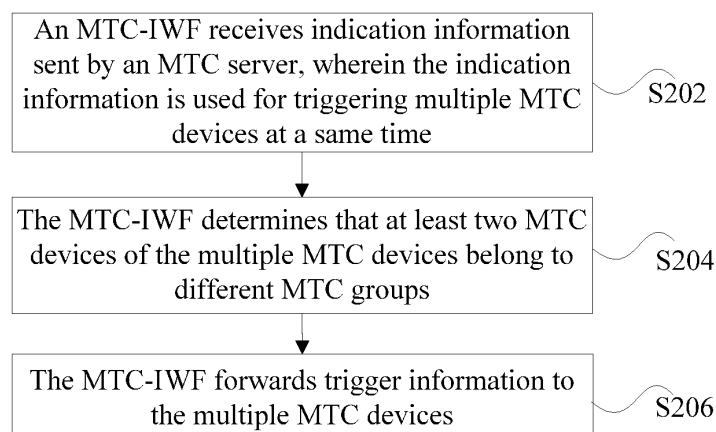 An MTC-IWF receives indication information
sent by an MTC server, wherein the indication
information is used for triggering multiple MTC
devices at a same time
S202
The MTC-IWF determines that at least two MTC
devices of the multiple MTC devices belong to
different MTC groups
S204
The MTC-IWF forwards trigger information to
the multiple MTC devices
S206